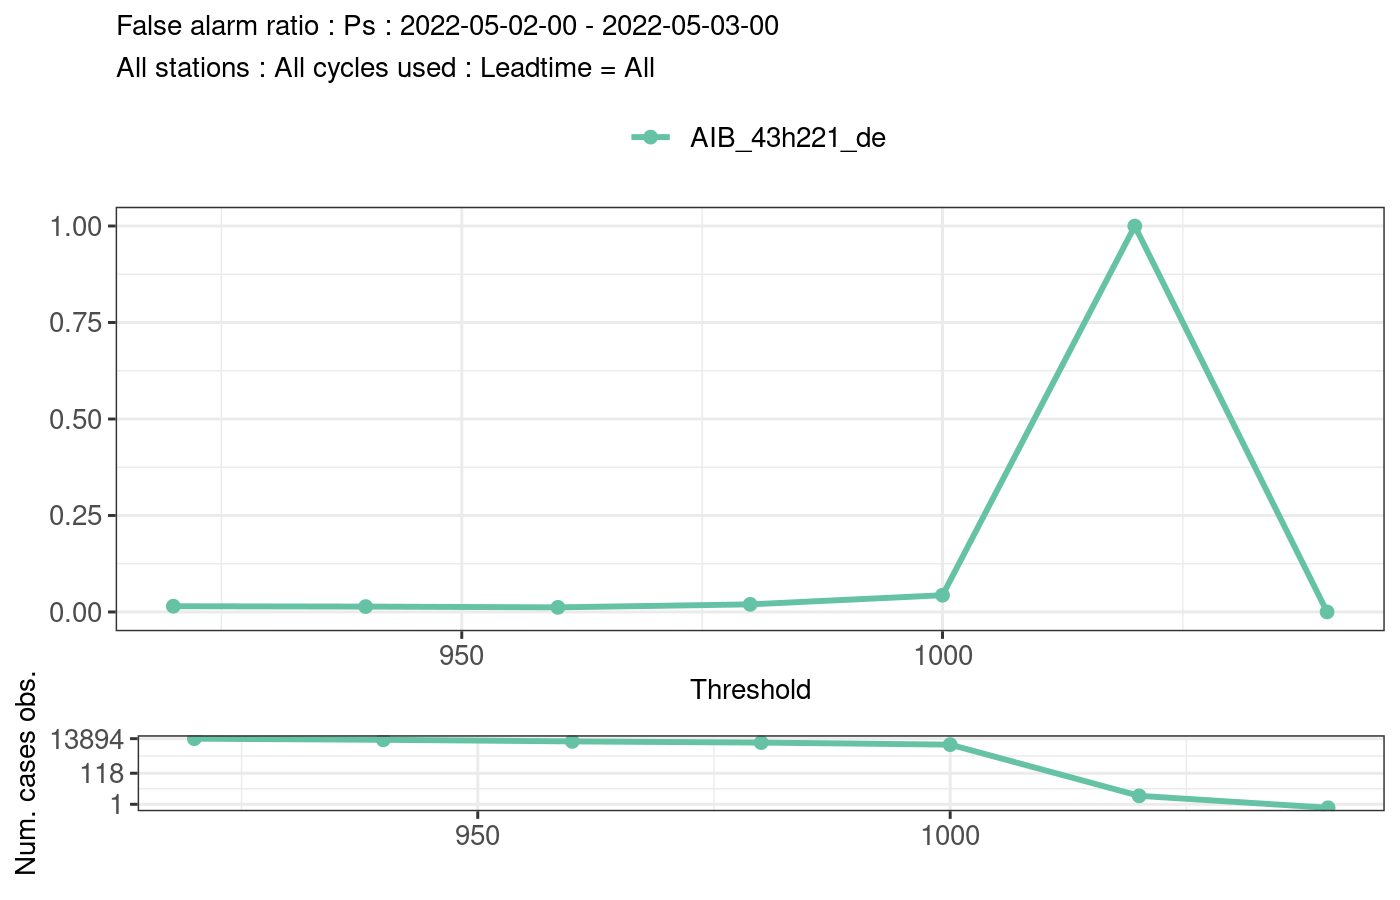 False alarm ratio : Ps : 2022-05-02-00 - 2022-05-03-00
All stations : All cycles used : Leadtime = All
AIB_43h221_de
1.00
0.75
0.50
0.25
0.00
950 1000
Threshold
Num. cases obs.
13894
118
1
950 1000